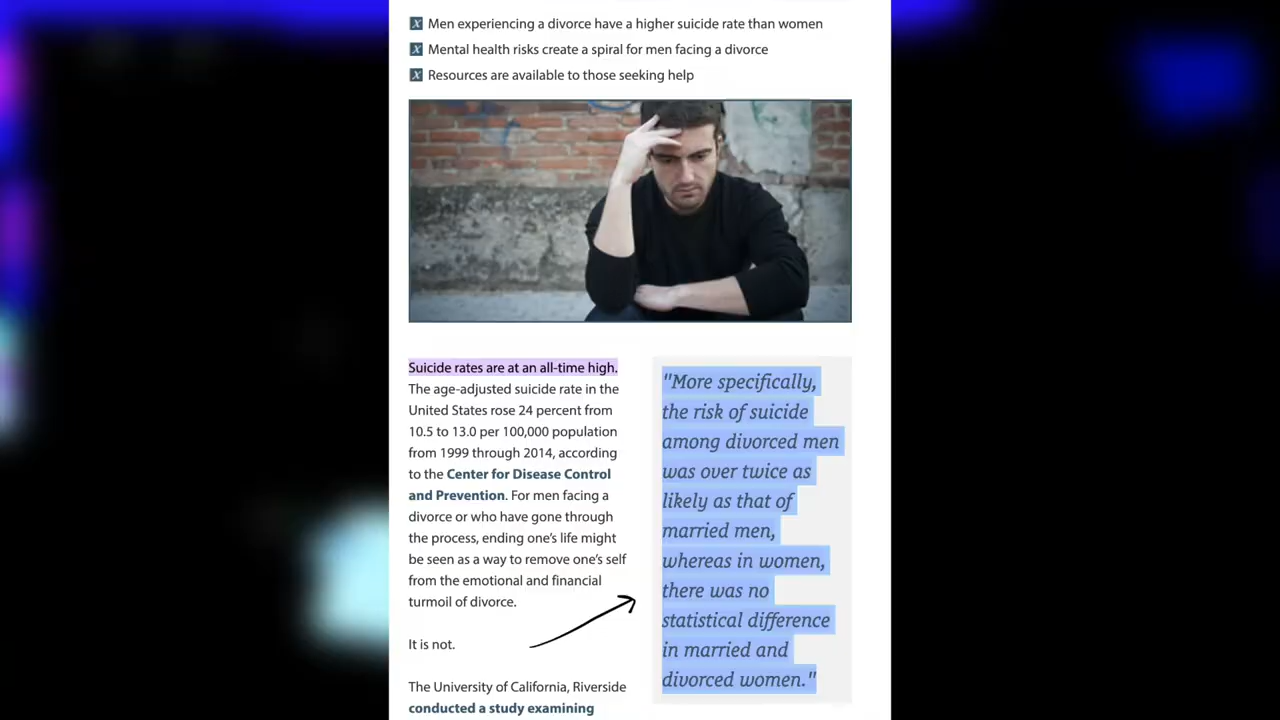 Men experiencing a divorce have a higher suicide rate than women
Mental health risks create a spiral for men facing a divorce
Resources are available to those seeking help
Suicide rates are at an all-time high.
The age-adjusted suicide rate in the
United States rose 24 percent from
10.5 to 13.0 per 100,000 population
from 1999 through 2014, according
to the Center for Disease Control
and Prevention. For men facing a
divorce or who have gone through
the process, ending one’s life might
be seen as a way to remove one’s self
from the emotional and financial
turmoil of divorce.
It is not.
The University of California, Riverside
conducted a study examining
"More specifically,
the risk of suicide
among divorced men
was over twice as
likely as that of
married men,
whereas in women,
there was no
statistical difference
in married and
divorced women."